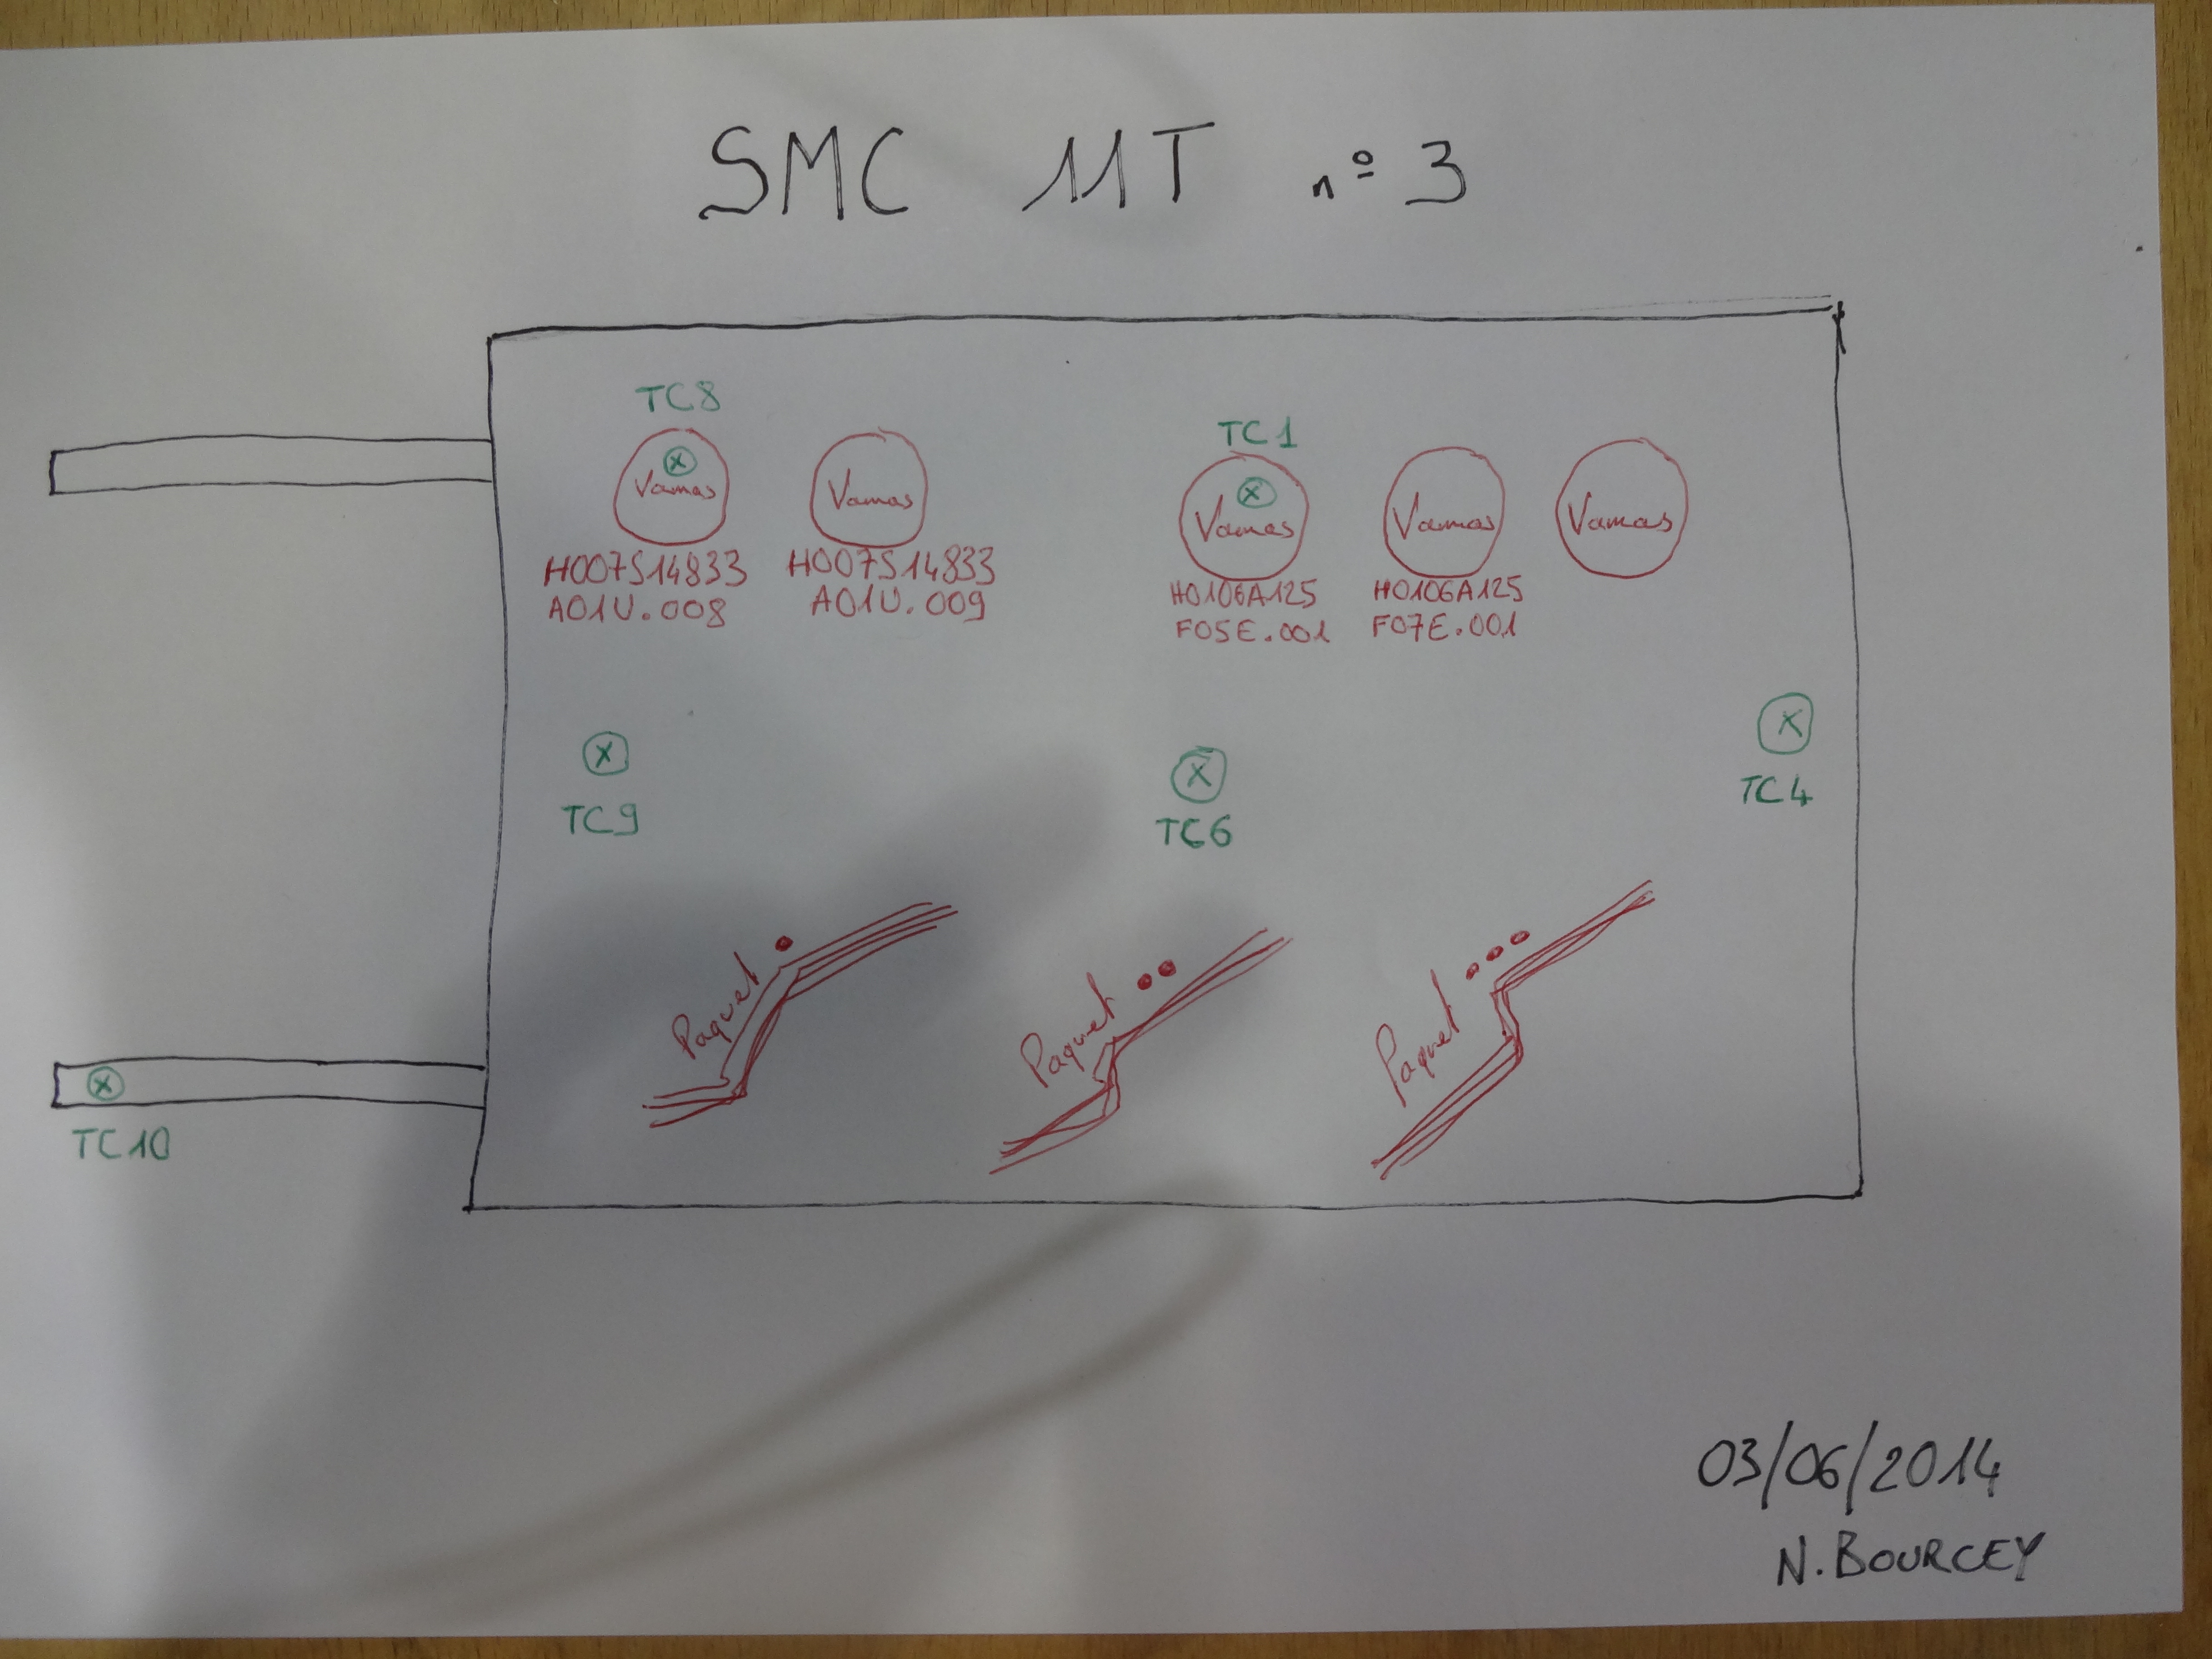 SMC 11T n° 3
TC8
TC1
Vamas
Vamas
Vamas
Vamas
Vamas
H007S14833
A01U.008
H007S14833
A01U.009
H0106A125
F05E.001
H0106A125
F07E.001
TC9
TC6
TC4
Paquet •
Paquet ••
Paquet •••
TC10
03/06/2014
N. BOURCEY